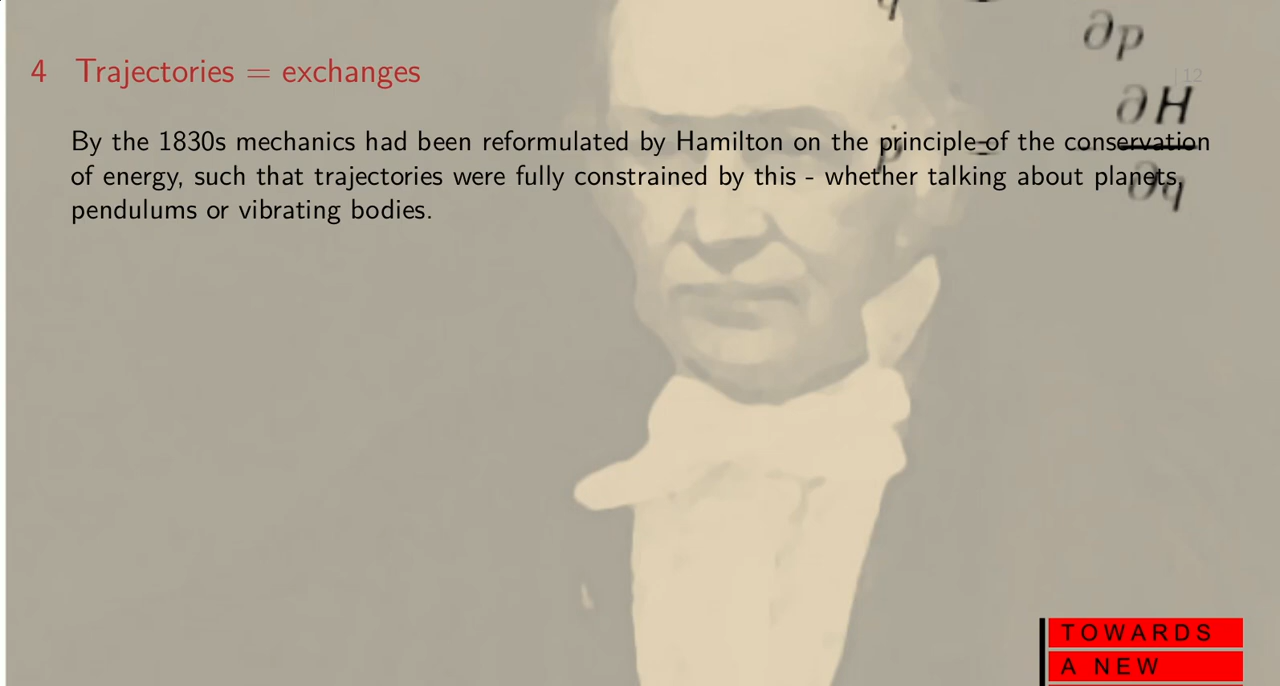 q
∂p
4 Trajectories = exchanges
| 12
∂H
By the 1830s mechanics had been reformulated by Hamilton on the principle of the conservation
ṗ =
of energy, such that trajectories were fully constrained by this - whether talking about planets,
∂q
pendulums or vibrating bodies.
TOWARDS
A NEW